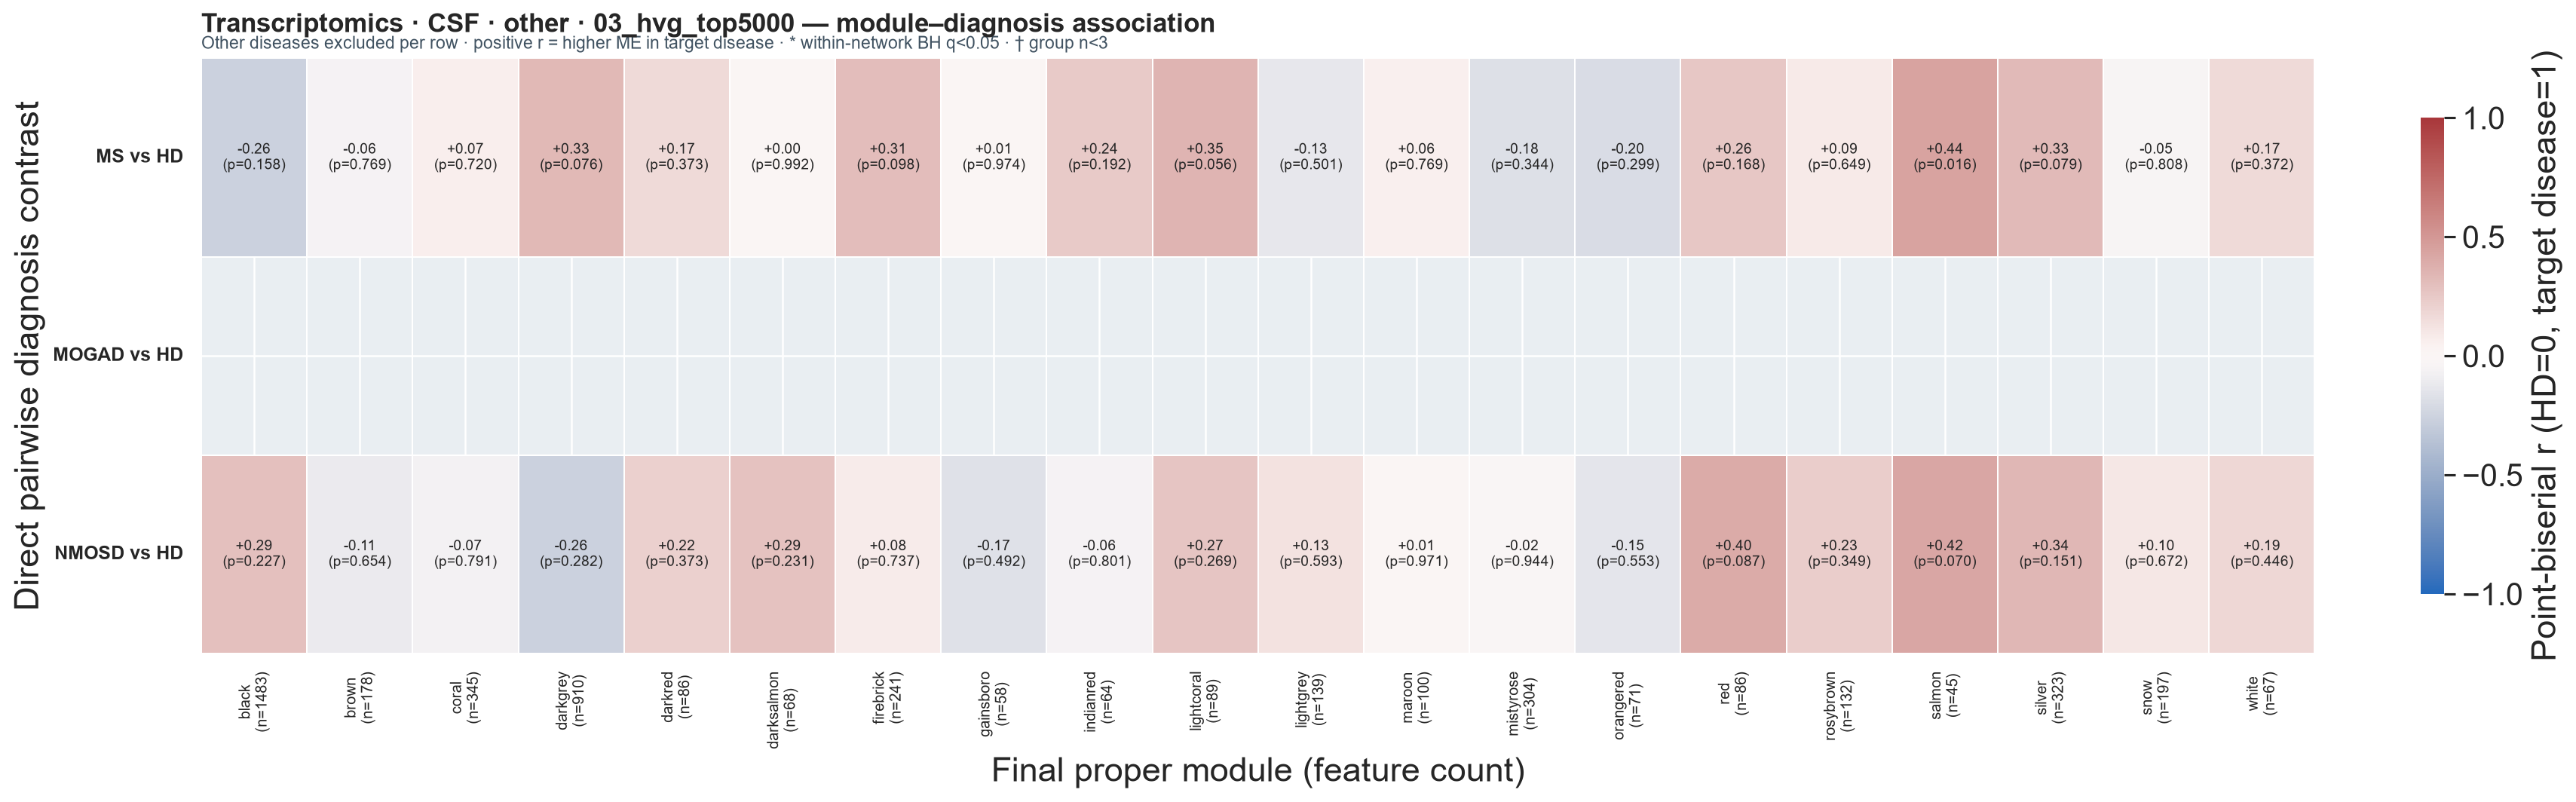 Transcriptomics · CSF · other · 03_hvg_top5000 — module–diagnosis association
Other diseases excluded per row · positive r = higher ME in target disease · * within-network BH q<0.05 · † group n<3
Direct pairwise diagnosis contrast
MS vs HD
-0.26 -0.06 +0.07 +0.33 +0.17 +0.00 +0.31 +0.01 +0.24 +0.35 -0.13 +0.06 -0.18 -0.20 +0.26 +0.09 +0.44 +0.33 -0.05 +0.17
(p=0.158) (p=0.769) (p=0.720) (p=0.076) (p=0.373) (p=0.992) (p=0.098) (p=0.974) (p=0.192) (p=0.056) (p=0.501) (p=0.769) (p=0.344) (p=0.299) (p=0.168) (p=0.649) (p=0.016) (p=0.079) (p=0.808) (p=0.372)
MOGAD vs HD
NMOSD vs HD
+0.29 -0.11 -0.07 -0.26 +0.22 +0.29 +0.08 -0.17 -0.06 +0.27 +0.13 +0.01 -0.02 -0.15 +0.40 +0.23 +0.42 +0.34 +0.10 +0.19
(p=0.227) (p=0.654) (p=0.791) (p=0.282) (p=0.373) (p=0.231) (p=0.737) (p=0.492) (p=0.801) (p=0.269) (p=0.593) (p=0.971) (p=0.944) (p=0.553) (p=0.087) (p=0.349) (p=0.070) (p=0.151) (p=0.672) (p=0.446)
black
(n=1483)
brown
(n=178)
coral
(n=345)
darkgrey
(n=910)
darkred
(n=86)
darksalmon
(n=68)
firebrick
(n=241)
gainsboro
(n=58)
indianred
(n=64)
lightcoral
(n=89)
lightgrey
(n=139)
maroon
(n=100)
mistyrose
(n=304)
orangered
(n=71)
red
(n=86)
rosybrown
(n=132)
salmon
(n=45)
silver
(n=323)
snow
(n=197)
white
(n=67)
Final proper module (feature count)
1.0
0.5
0.0
−0.5
−1.0
Point-biserial r (HD=0, target disease=1)